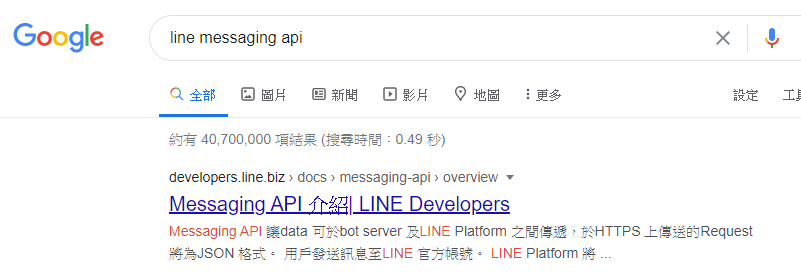 Google
line messaging api
全部 圖片 新聞 影片 地圖 更多 設定
約有 40,700,000 項結果 (搜尋時間：0.49 秒)
developers.line.biz › docs › messaging-api › overview
Messaging API 介紹| LINE Developers
Messaging API 讓data 可於bot server 及LINE Platform 之間傳遞，於HTTPS 上傳送的Request
將為JSON 格式。 用戶發送訊息至LINE 官方帳號。 LINE Platform 將 ...